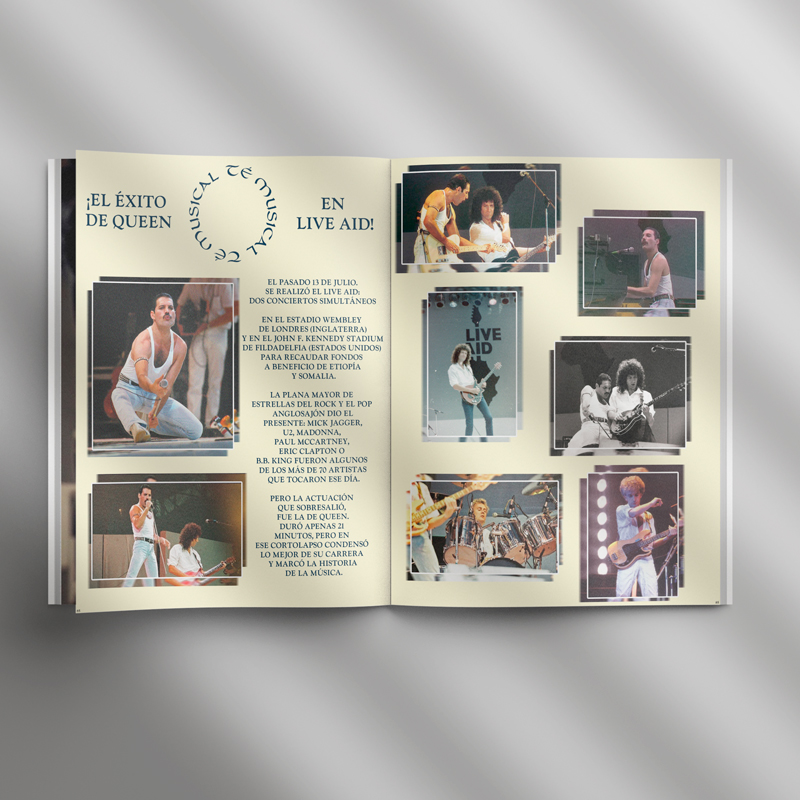 ¡EL ÉXITO
DE QUEEN
TÉ MUSICAL TÉ MUSICAL
EN
LIVE AID!
EL PASADO 13 DE JULIO.
SE REALIZÓ EL LIVE AID:
DOS CONCIERTOS SIMULTÁNEOS
EN EL ESTADIO WEMBLEY
DE LONDRES (INGLATERRA)
Y EN EL JOHN F. KENNEDY STADIUM
DE FILDADELFIA (ESTADOS UNIDOS)
PARA RECAUDAR FONDOS
A BENEFICIO DE ETIOPÍA
Y SOMALIA.
LA PLANA MAYOR DE
ESTRELLAS DEL ROCK Y EL POP
ANGLOSAJÓN DIO EL
PRESENTE: MICK JAGGER,
U2, MADONNA,
PAUL MCCARTNEY,
ERIC CLAPTON O
B.B. KING FUERON ALGUNOS
DE LOS MÁS DE 70 ARTISTAS
QUE TOCARON ESE DÍA.
PERO LA ACTUACIÓN
QUE SOBRESALIÓ,
FUE LA DE QUEEN.
DURÓ APENAS 21
MINUTOS, PERO EN
ESE CORTOLAPSO CONDENSÓ
LO MEJOR DE SU CARRERA
Y MARCÓ LA HISTORIA
DE LA MÚSICA.
LIVE
AID